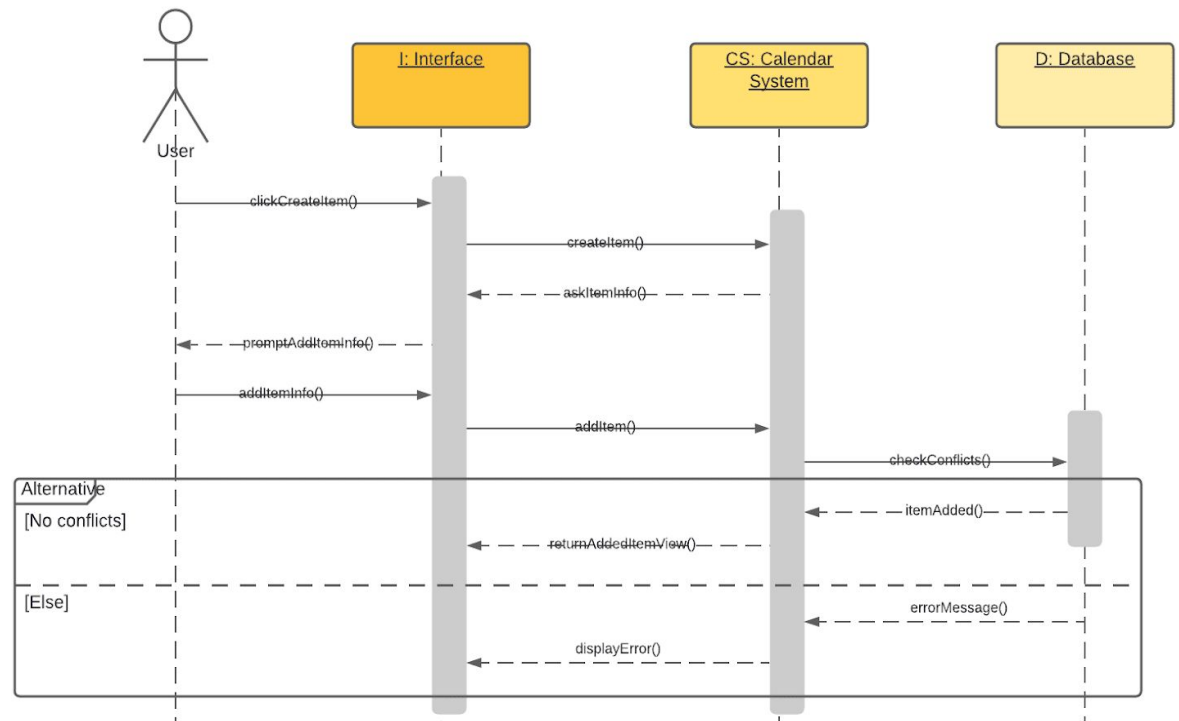 I: Interface
CS: Calendar
System
D: Database
User
clickCreateItem()
createItem()
askItemInfo()
promptAddItemInfo()
addItemInfo()
addItem()
checkConflicts()
Alternative
[No conflicts]
itemAdded()
returnAddedItemView()
[Else]
errorMessage()
displayError()